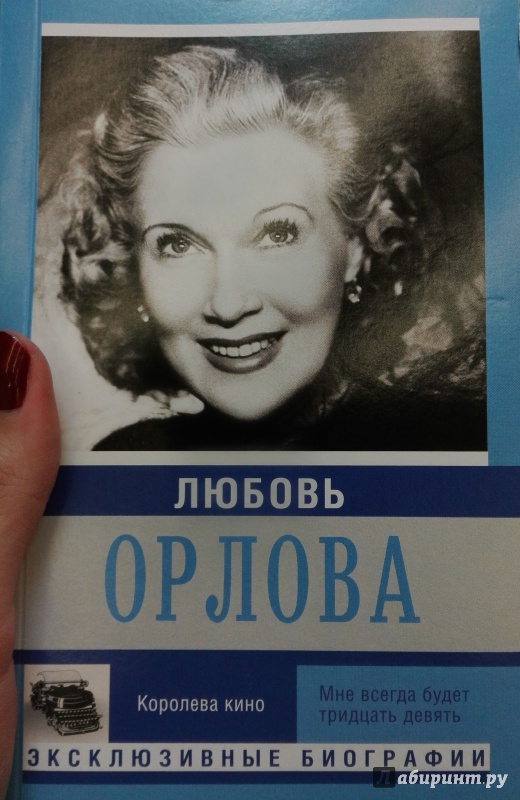 ЛЮБОВЬ
ОРЛОВА
Королева кино
Мне всегда будет
тридцать девять
ЭКСКЛЮЗИВНЫЕ БИОГРАФИИ
Лабиринт.ру